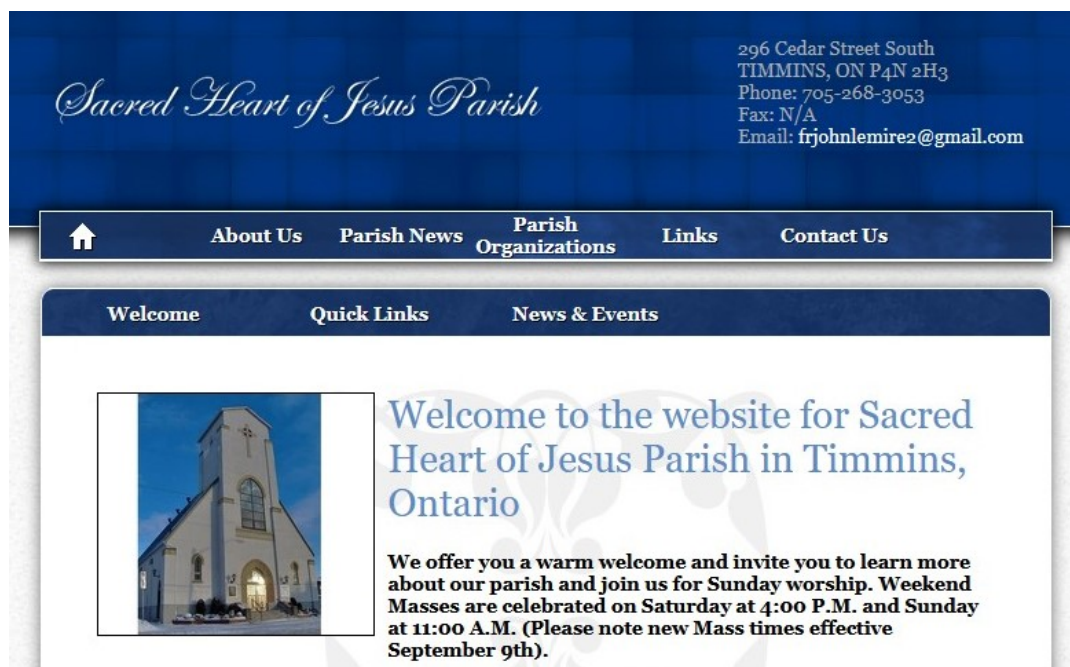 Sacred Heart of Jesus Parish
296 Cedar Street South
TIMMINS, ON P4N 2H3
Phone: 705-268-3053
Fax: N/A
Email: frjohnlemire2@gmail.com
About Us
Parish News
Parish
Organizations
Links
Contact Us
Welcome
Quick Links
News & Events
Welcome to the website for Sacred
Heart of Jesus Parish in Timmins,
Ontario
We offer you a warm welcome and invite you to learn more
about our parish and join us for Sunday worship. Weekend
Masses are celebrated on Saturday at 4:00 P.M. and Sunday
at 11:00 A.M. (Please note new Mass times effective
September 9th).